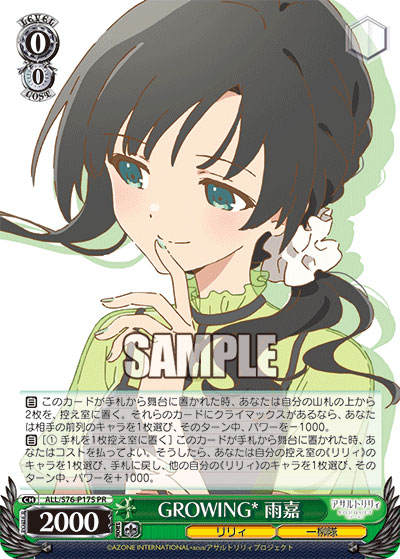 LEVEL
0
0
COST
SAMPLE
自 このカードが手札から舞台に置かれた時、あなたは自分の山札の上から
2枚を、控え室に置く。それらのカードにクライマックスがあるなら、あなた
は相手の前列のキャラを1枚選び、そのターン中、パワーを－1000。
自 [① 手札を1枚控え室に置く] このカードが手札から舞台に置かれた時、あ
なたはコストを払ってよい。そうしたら、あなたは自分の控え室の《リリィ》の
キャラを1枚選び、手札に戻し、他の自分の《リリィ》のキャラを1枚選び、その
ターン中、パワーを＋1000。
CH ALL/S76-P17S PR
2000
GROWING* 雨嘉
アサルトリリィ
リリィ
一柳隊
©AZONE INTERNATIONAL・acus/アサルトリリィプロジェクト